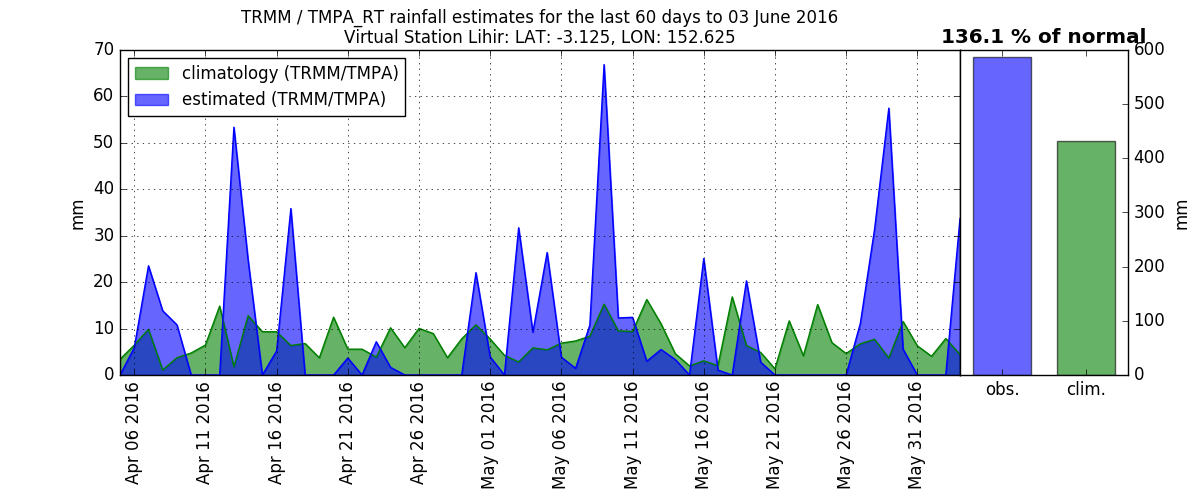 TRMM / TMPA_RT rainfall estimates for the last 60 days to 03 June 2016
Virtual Station Lihir: LAT: -3.125, LON: 152.625
136.1 % of normal
climatology (TRMM/TMPA)
estimated (TRMM/TMPA)
70
60
50
40
30
20
10
0
mm
Apr 06 2016
Apr 11 2016
Apr 16 2016
Apr 21 2016
Apr 26 2016
May 01 2016
May 06 2016
May 11 2016
May 16 2016
May 21 2016
May 26 2016
May 31 2016
obs.
clim.
600
500
400
300
200
100
0
mm